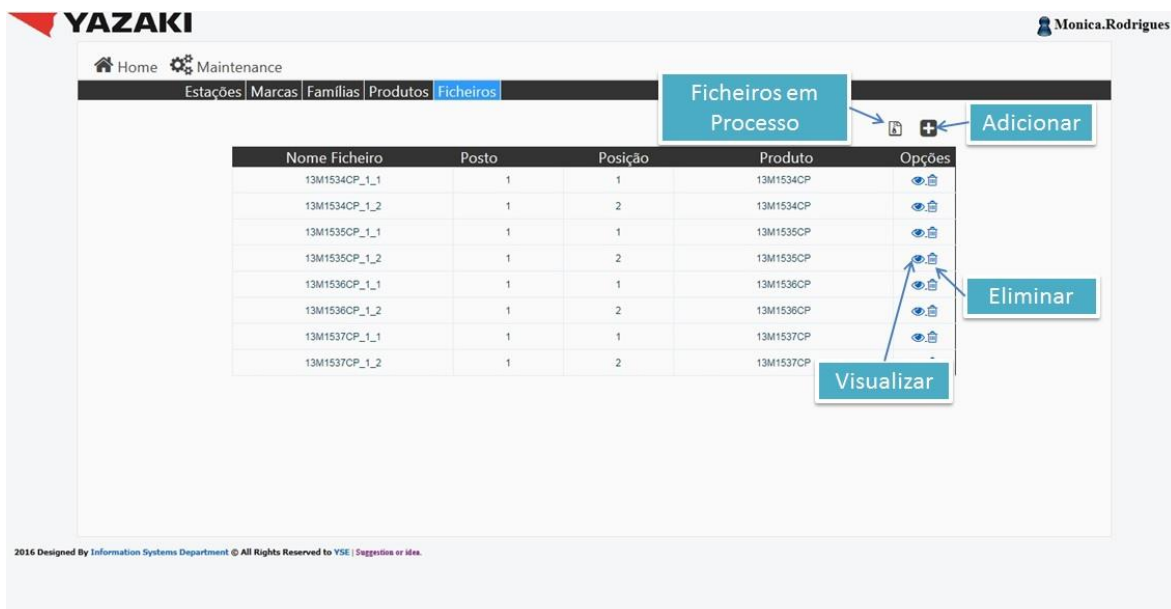 YAZAKI
Monica.Rodrigues
Home Maintenance
Estações Marcas Famílias Produtos Ficheiros
Ficheiros em
Processo
Adicionar
Nome Ficheiro Posto Posição Produto Opções
13M1534CP_1_1 1 1 13M1534CP
13M1534CP_1_2 1 2 13M1534CP
13M1535CP_1_1 1 1 13M1535CP
13M1535CP_1_2 1 2 13M1535CP
13M1536CP_1_1 1 1 13M1536CP
Eliminar
13M1536CP_1_2 1 2 13M1536CP
13M1537CP_1_1 1 1 13M1537CP
13M1537CP_1_2 1 2 13M1537CP
Visualizar
2016 Designed By Information Systems Department © All Rights Reserved to YSE | Suggestion or idea.